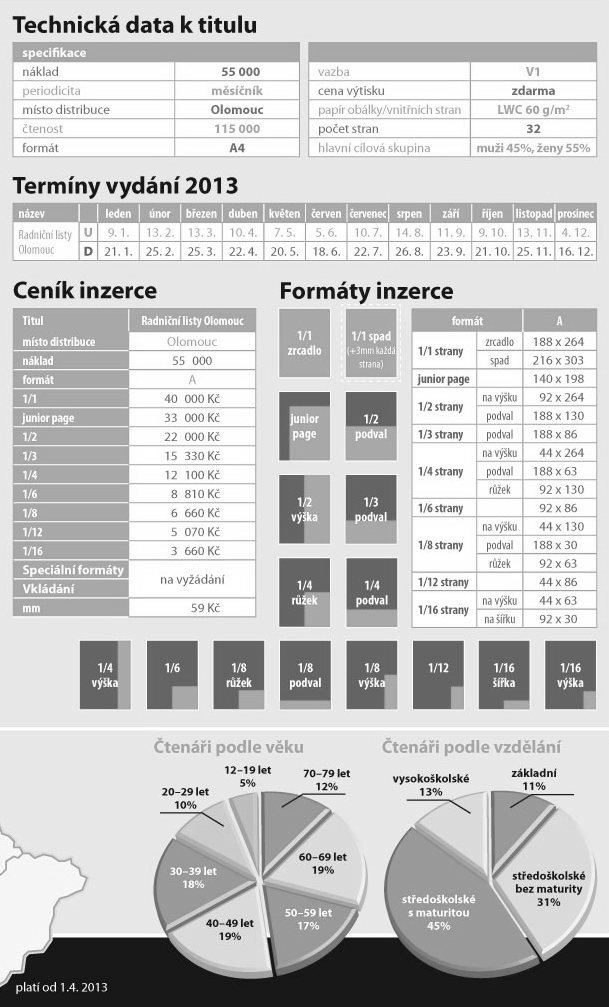 Technická data k titulu
specifikace
náklad 55 000
periodicita měsíčník
místo distribuce Olomouc
čtenost 115 000
formát A4
vazba V1
cena výtisku zdarma
papír obálky/vnitřních stran LWC 60 g/m²
počet stran 32
hlavní cílová skupina muži 45%, ženy 55%
Termíny vydání 2013
název leden únor březen duben květen červen červenec srpen září říjen listopad prosinec
Radniční listy Olomouc
U 9. 1. 13. 2. 13. 3. 10. 4. 7. 5. 5. 6. 10. 7. 14. 8. 11. 9. 9. 10. 13. 11. 4. 12.
D 21. 1. 25. 2. 25. 3. 22. 4. 20. 5. 18. 6. 22. 7. 26. 8. 23. 9. 21. 10. 25. 11. 16. 12.
Ceník inzerce
Titul Radniční listy Olomouc
místo distribuce Olomouc
náklad 55 000
formát A
1/1 40 000 Kč
junior page 33 000 Kč
1/2 22 000 Kč
1/3 15 330 Kč
1/4 12 100 Kč
1/6 8 810 Kč
1/8 6 660 Kč
1/12 5 070 Kč
1/16 3 660 Kč
Speciální formáty
Vkládání
na vyžádání
mm 59 Kč
Formáty inzerce
1/1
zrcadlo
1/1 spad
(+3mm každá
strana)
junior
page
1/2
podval
1/2
výška
1/3
podval
1/4
růžek
1/4
podval
formát A
1/1 strany zrcadlo 188 x 264
spad 216 x 303
junior page 140 x 198
1/2 strany na výšku 92 x 264
podval 188 x 130
1/3 strany podval 188 x 86
1/4 strany na výšku 44 x 264
podval 188 x 63
růžek 92 x 130
1/6 strany 92 x 86
1/8 strany na výšku 44 x 130
podval 188 x 30
růžek 92 x 63
1/12 strany 44 x 86
1/16 strany na výšku 44 x 63
na šířku 92 x 30
1/4
výška
1/6
1/8
růžek
1/8
podval
1/8
výška
1/12
1/16
šířka
1/16
výška
Čtenáři podle věku
12–19 let
5%
70–79 let
12%
20–29 let
10%
60–69 let
19%
30–39 let
18%
50–59 let
17%
40–49 let
19%
Čtenáři podle vzdělání
vysokoškolské
13%
základní
11%
středoškolské
bez maturity
31%
středoškolské
s maturitou
45%
platí od 1.4. 2013